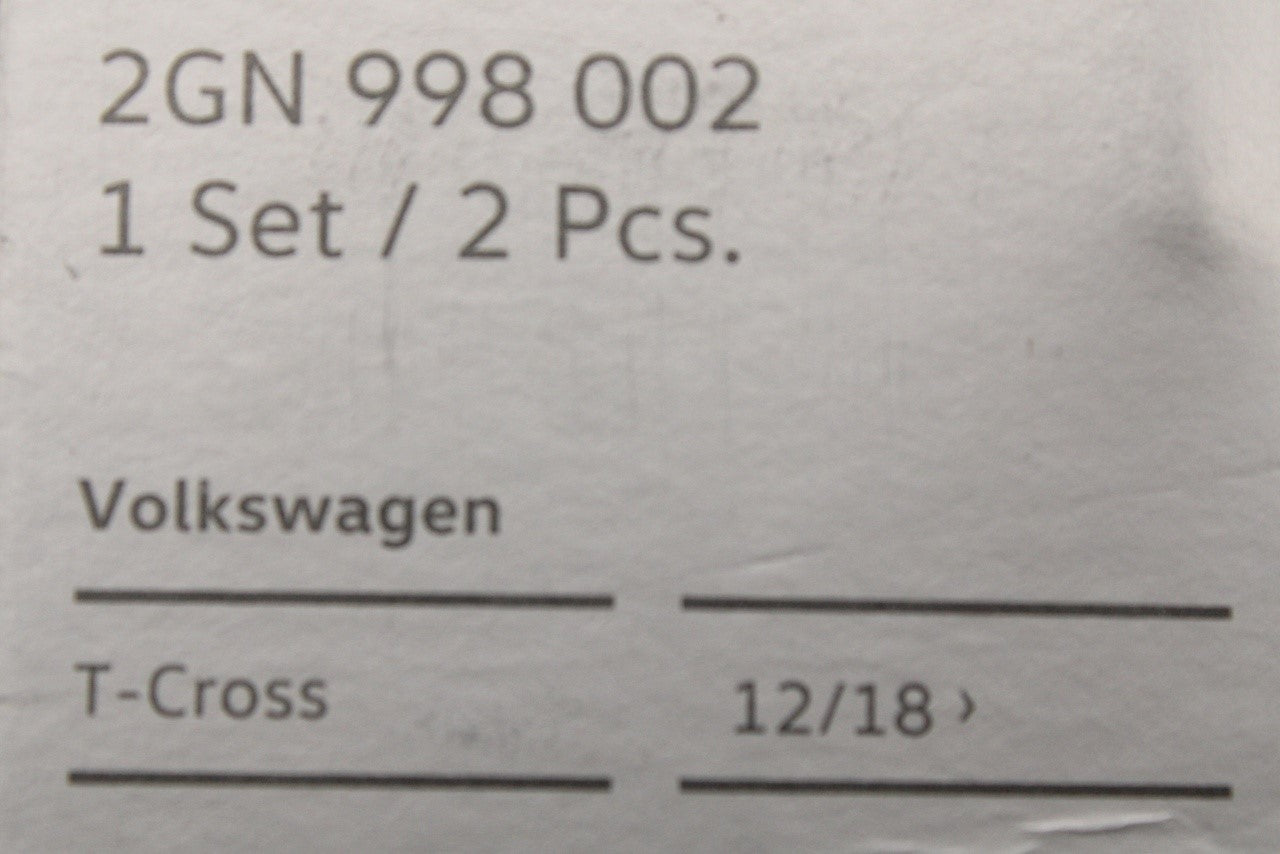 2GN 998 002
1 Set / 2 Pcs.
Volkswagen
T-Cross 12/18 ›